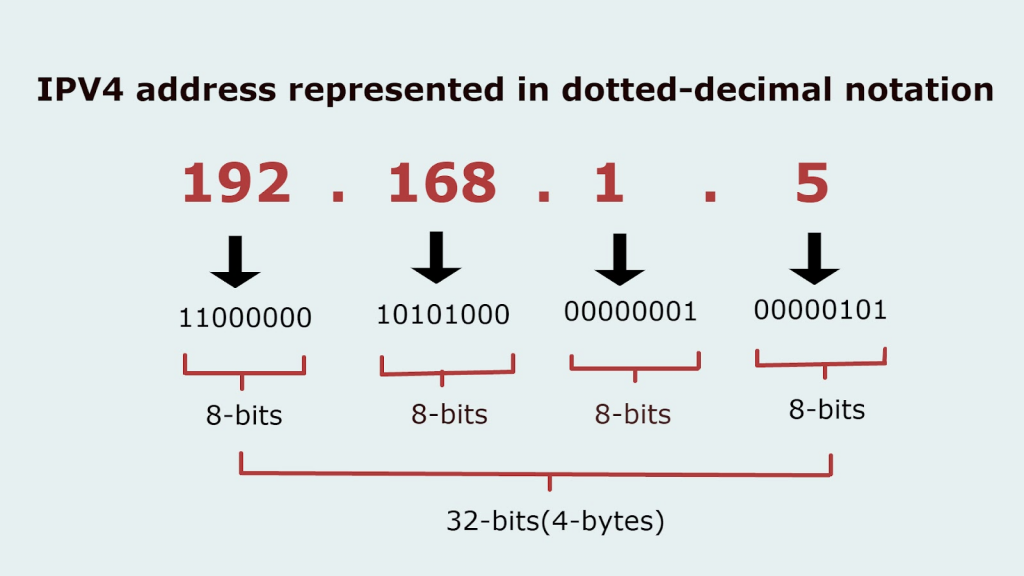 IPV4 address represented in dotted-decimal notation
192 . 168 . 1 . 5
11000000 10101000 00000001 00000101
8-bits 8-bits 8-bits 8-bits
32-bits(4-bytes)